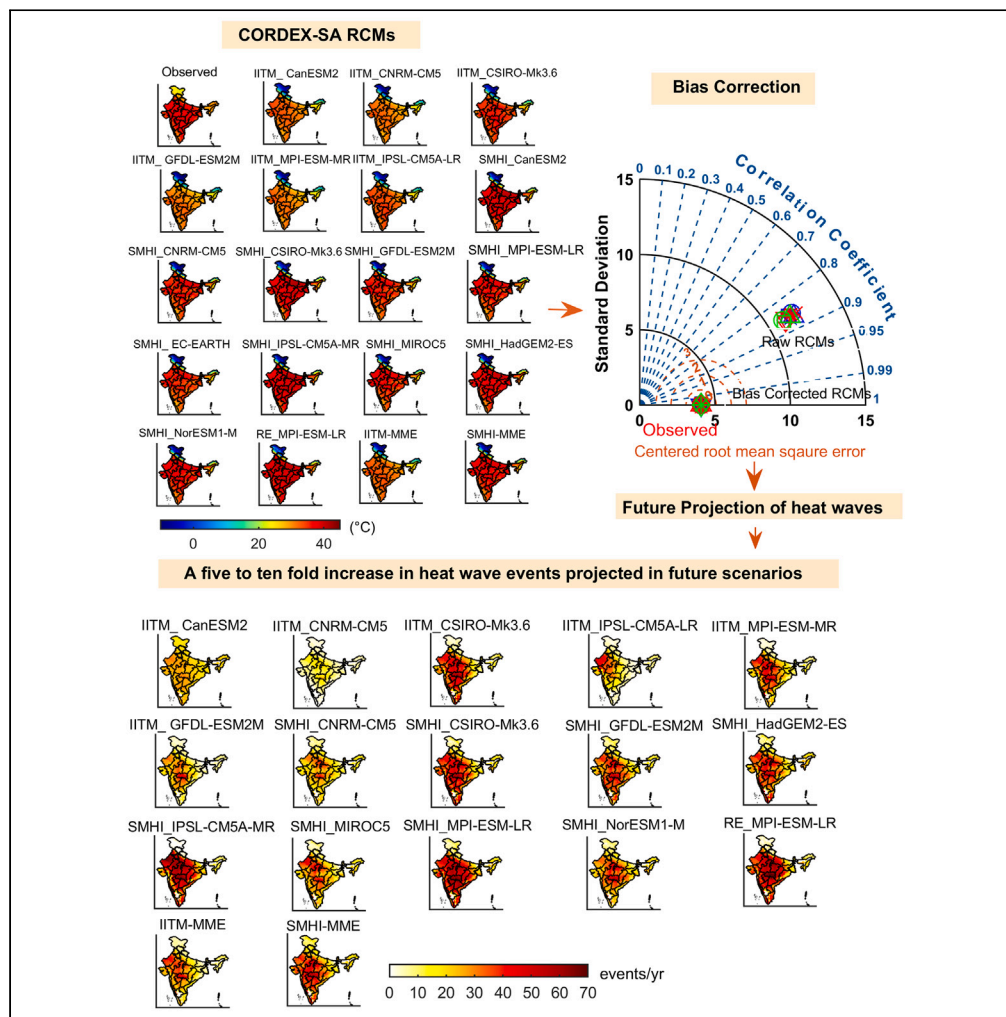 CORDEX-SA RCMs
Observed
IITM_ CanESM2
IITM_CNRM-CM5
IITM_CSIRO-Mk3.6
IITM_ GFDL-ESM2M
IITM_MPI-ESM-MR
IITM_IPSL-CM5A-LR
SMHI_CanESM2
SMHI_CNRM-CM5
SMHI_CSIRO-Mk3.6
SMHI_GFDL-ESM2M
SMHI_MPI-ESM-LR
SMHI_ EC-EARTH
SMHI_IPSL-CM5A-MR
SMHI_MIROC5
SMHI_HadGEM2-ES
SMHI_NorESM1-M
RE_MPI-ESM-LR
IITM-MME
SMHI-MME
0 20 40 (°C)
Bias Correction
0 0.1 0.2 0.3 0.4 0.5 0.6 0.7 0.8 0.9 0.95 0.99 1
Correlation Coefficient
Standard Deviation
15
10
5
0
Raw RCMs
Bias Corrected RCMs
0 5 10 15
Observed
Centered root mean sqaure error
Future Projection of heat waves
A five to ten fold increase in heat wave events projected in future scenarios
IITM_ CanESM2
IITM_CNRM-CM5
IITM_CSIRO-Mk3.6
IITM_IPSL-CM5A-LR
IITM_MPI-ESM-MR
IITM_ GFDL-ESM2M
SMHI_CNRM-CM5
SMHI_CSIRO-Mk3.6
SMHI_GFDL-ESM2M
SMHI_HadGEM2-ES
SMHI_IPSL-CM5A-MR
SMHI_MIROC5
SMHI_MPI-ESM-LR
SMHI_NorESM1-M
RE_MPI-ESM-LR
IITM-MME
SMHI-MME
events/yr
0 10 20 30 40 50 60 70